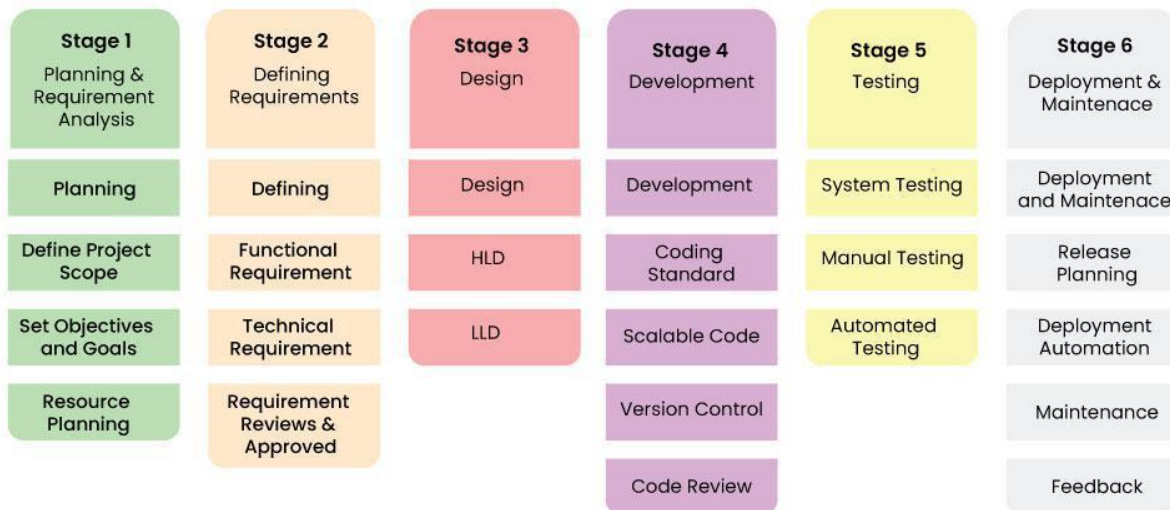 Stage 1
Planning &
Requirement
Analysis
Planning
Define Project
Scope
Set Objectives
and Goals
Resource
Planning
Stage 2
Defining
Requirements
Defining
Functional
Requirement
Technical
Requirement
Requirement
Reviews &
Approved
Stage 3
Design
Design
HLD
LLD
Stage 4
Development
Development
Coding
Standard
Scalable Code
Version Control
Code Review
Stage 5
Testing
System Testing
Manual Testing
Automated
Testing
Stage 6
Deployment &
Maintenace
Deployment
and Maintenace
Release
Planning
Deployment
Automation
Maintenance
Feedback